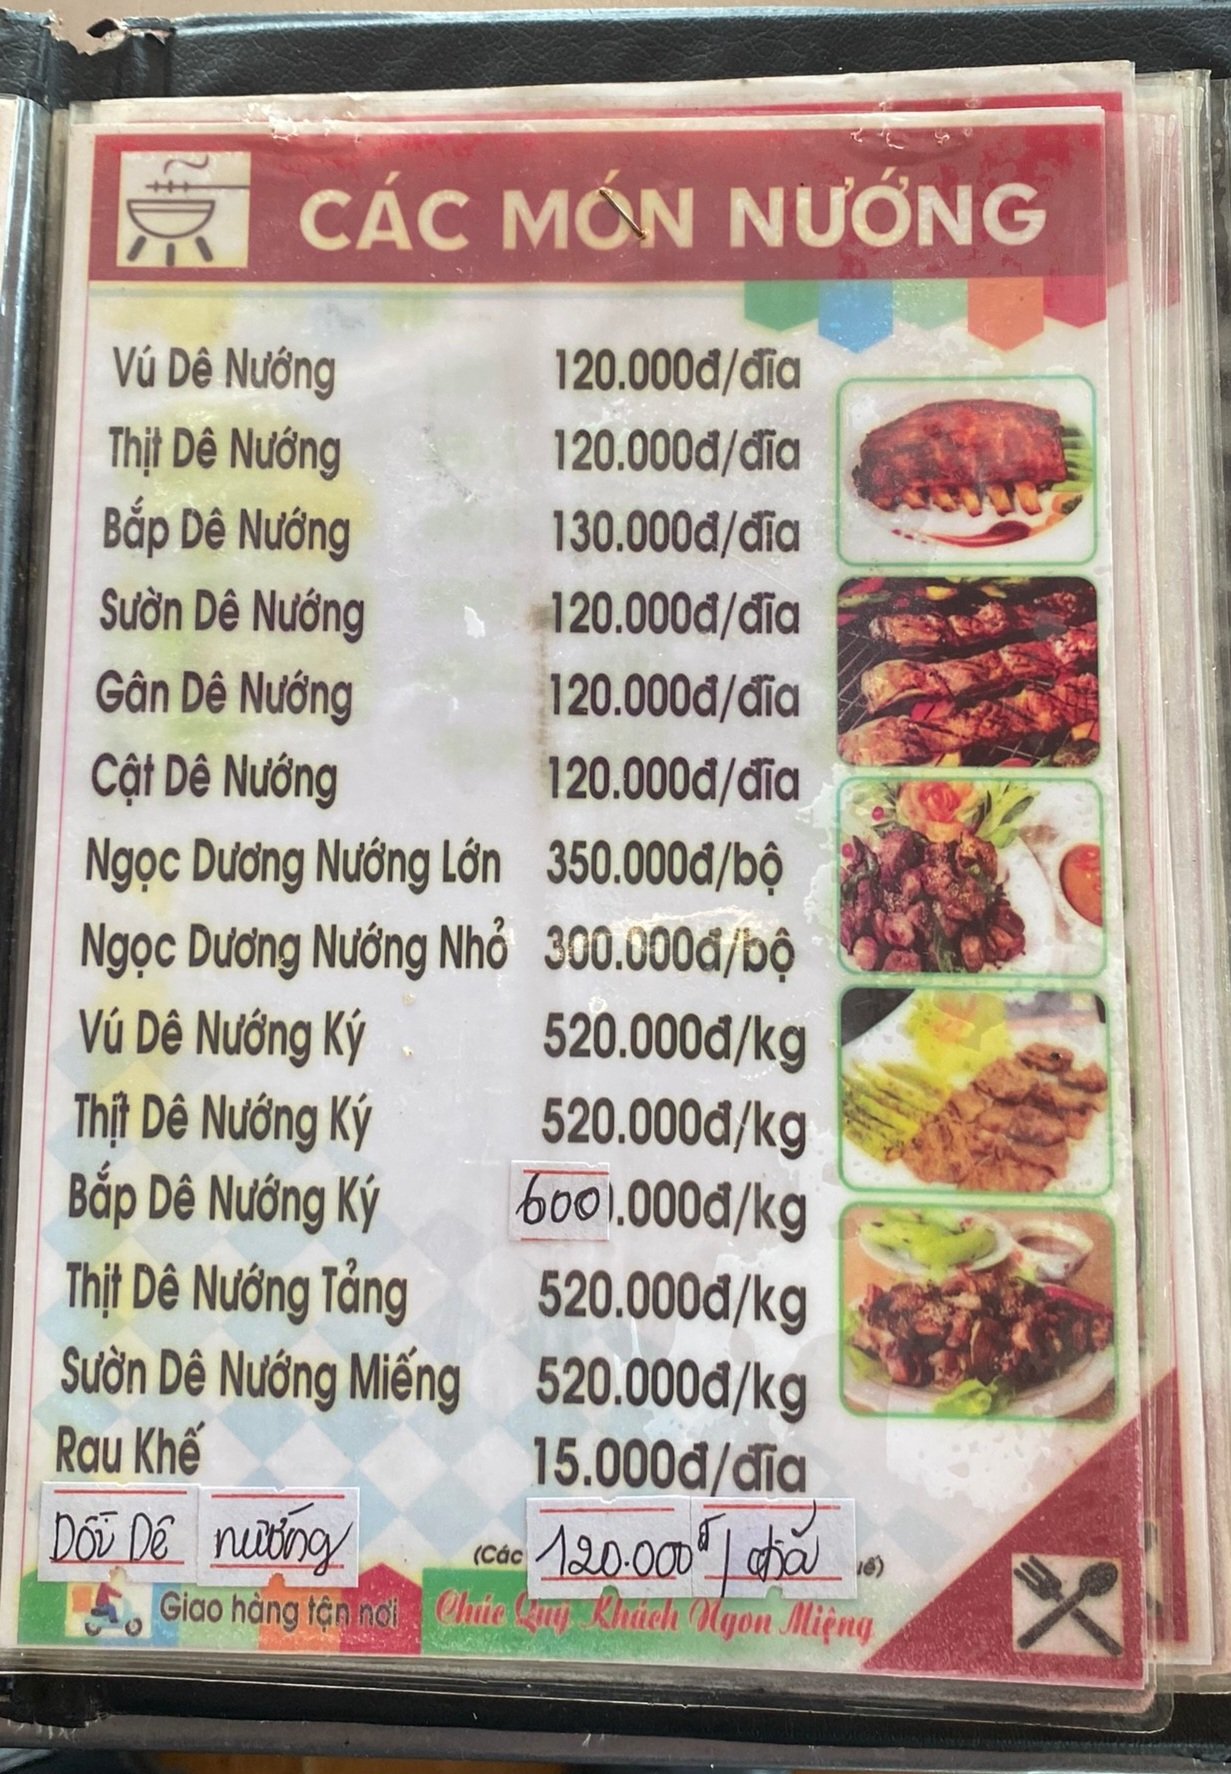 CÁC MÓN NƯỚNG
Vú Dê Nướng 120.000đ/đĩa
Thịt Dê Nướng 120.000đ/đĩa
Bắp Dê Nướng 130.000đ/đĩa
Sườn Dê Nướng 120.000đ/đĩa
Gân Dê Nướng 120.000đ/đĩa
Cật Dê Nướng 120.000đ/đĩa
Ngọc Dương Nướng Lớn 350.000đ/bộ
Ngọc Dương Nướng Nhỏ 300.000đ/bộ
Vú Dê Nướng Ký 520.000đ/kg
Thịt Dê Nướng Ký 520.000đ/kg
Bắp Dê Nướng Ký 600.000đ/kg
Thịt Dê Nướng Tảng 520.000đ/kg
Sườn Dê Nướng Miếng 520.000đ/kg
Rau Khế 15.000đ/đĩa
Dồi Dê nướng 120.000đ/đĩa
(Các
Giao hàng tận nơi Chúc Quý Khách Ngon Miệng